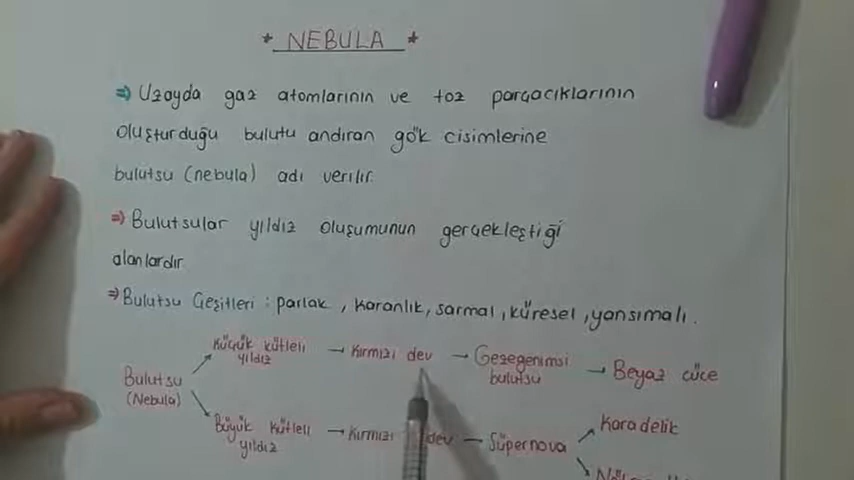 * NEBULA *
⇒ Uzayda gaz atomlarının ve toz parçacıklarının
oluşturduğu bulutu andıran gök cisimlerine
bulutsu (nebula) adı verilir.
⇒ Bulutsular yıldız oluşumunun gerçekleştiği
alanlardır.
⇒ Bulutsu Çeşitleri : parlak , karanlık, sarmal, küresel, yansımalı.
Bulutsu
(Nebula)
Küçük kütleli
yıldız
→ Kırmızı dev → Gezegenimsi
bulutsu
→ Beyaz cüce
Büyük kütleli
yıldız
→ Kırmızı dev → Süpernova
Karadelik